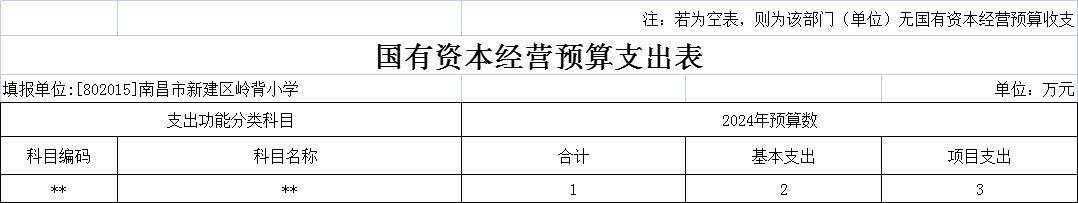 注：若为空表，则为该部门（单位）无国有资本经营预算收支
国有资本经营预算支出表
填报单位:[802015]南昌市新建区岭背小学 单位：万元
支出功能分类科目 2024年预算数
科目编码 科目名称 合计 基本支出 项目支出
** ** 1 2 3